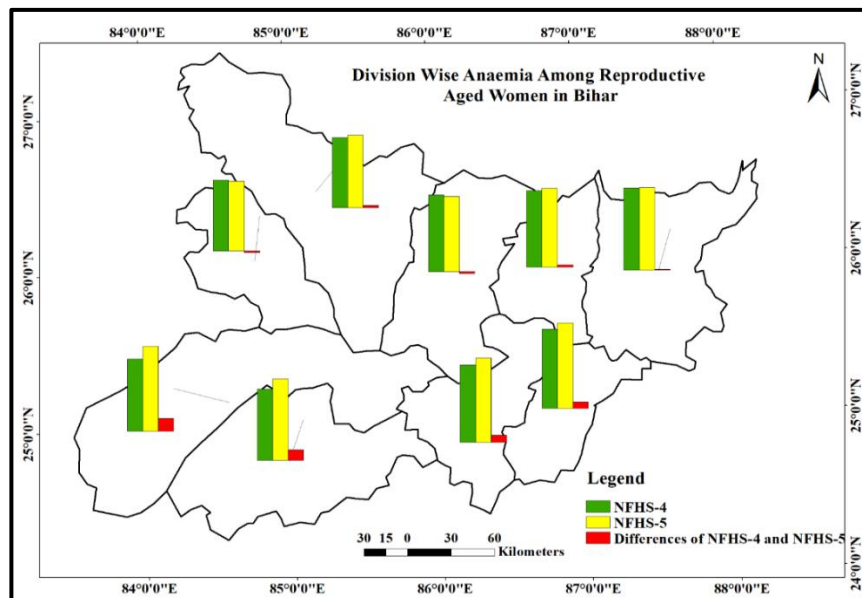 84°0'0"E 85°0'0"E 86°0'0"E 87°0'0"E 88°0'0"E
Division Wise Anaemia Among Reproductive
Aged Women in Bihar
N
27°0'0"N 27°0'0"N
26°0'0"N 26°0'0"N
25°0'0"N 25°0'0"N
24°0'0"N
Legend
NFHS-4
NFHS-5
Differences of NFHS-4 and NFHS-5
30 15 0 30 60
Kilometers
84°0'0"E 85°0'0"E 86°0'0"E 87°0'0"E 88°0'0"E